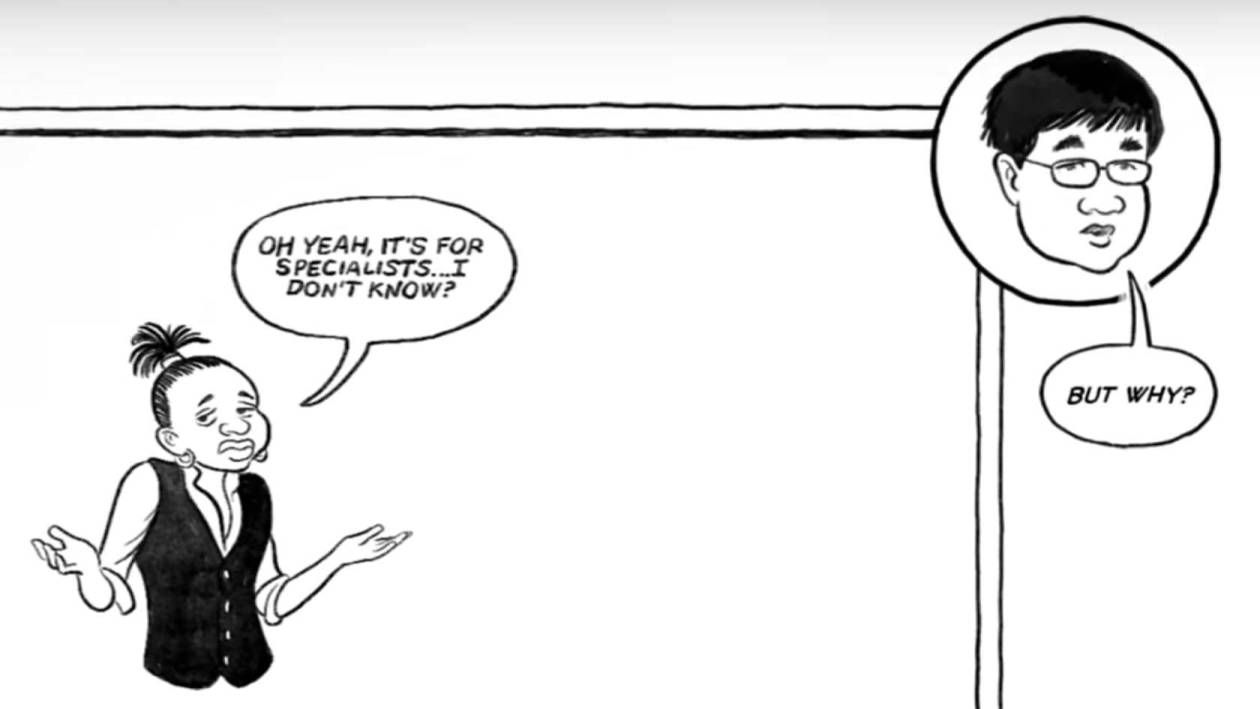 OH YEAH, IT'S FOR
SPECIALISTS...I
DON'T KNOW?
BUT WHY?